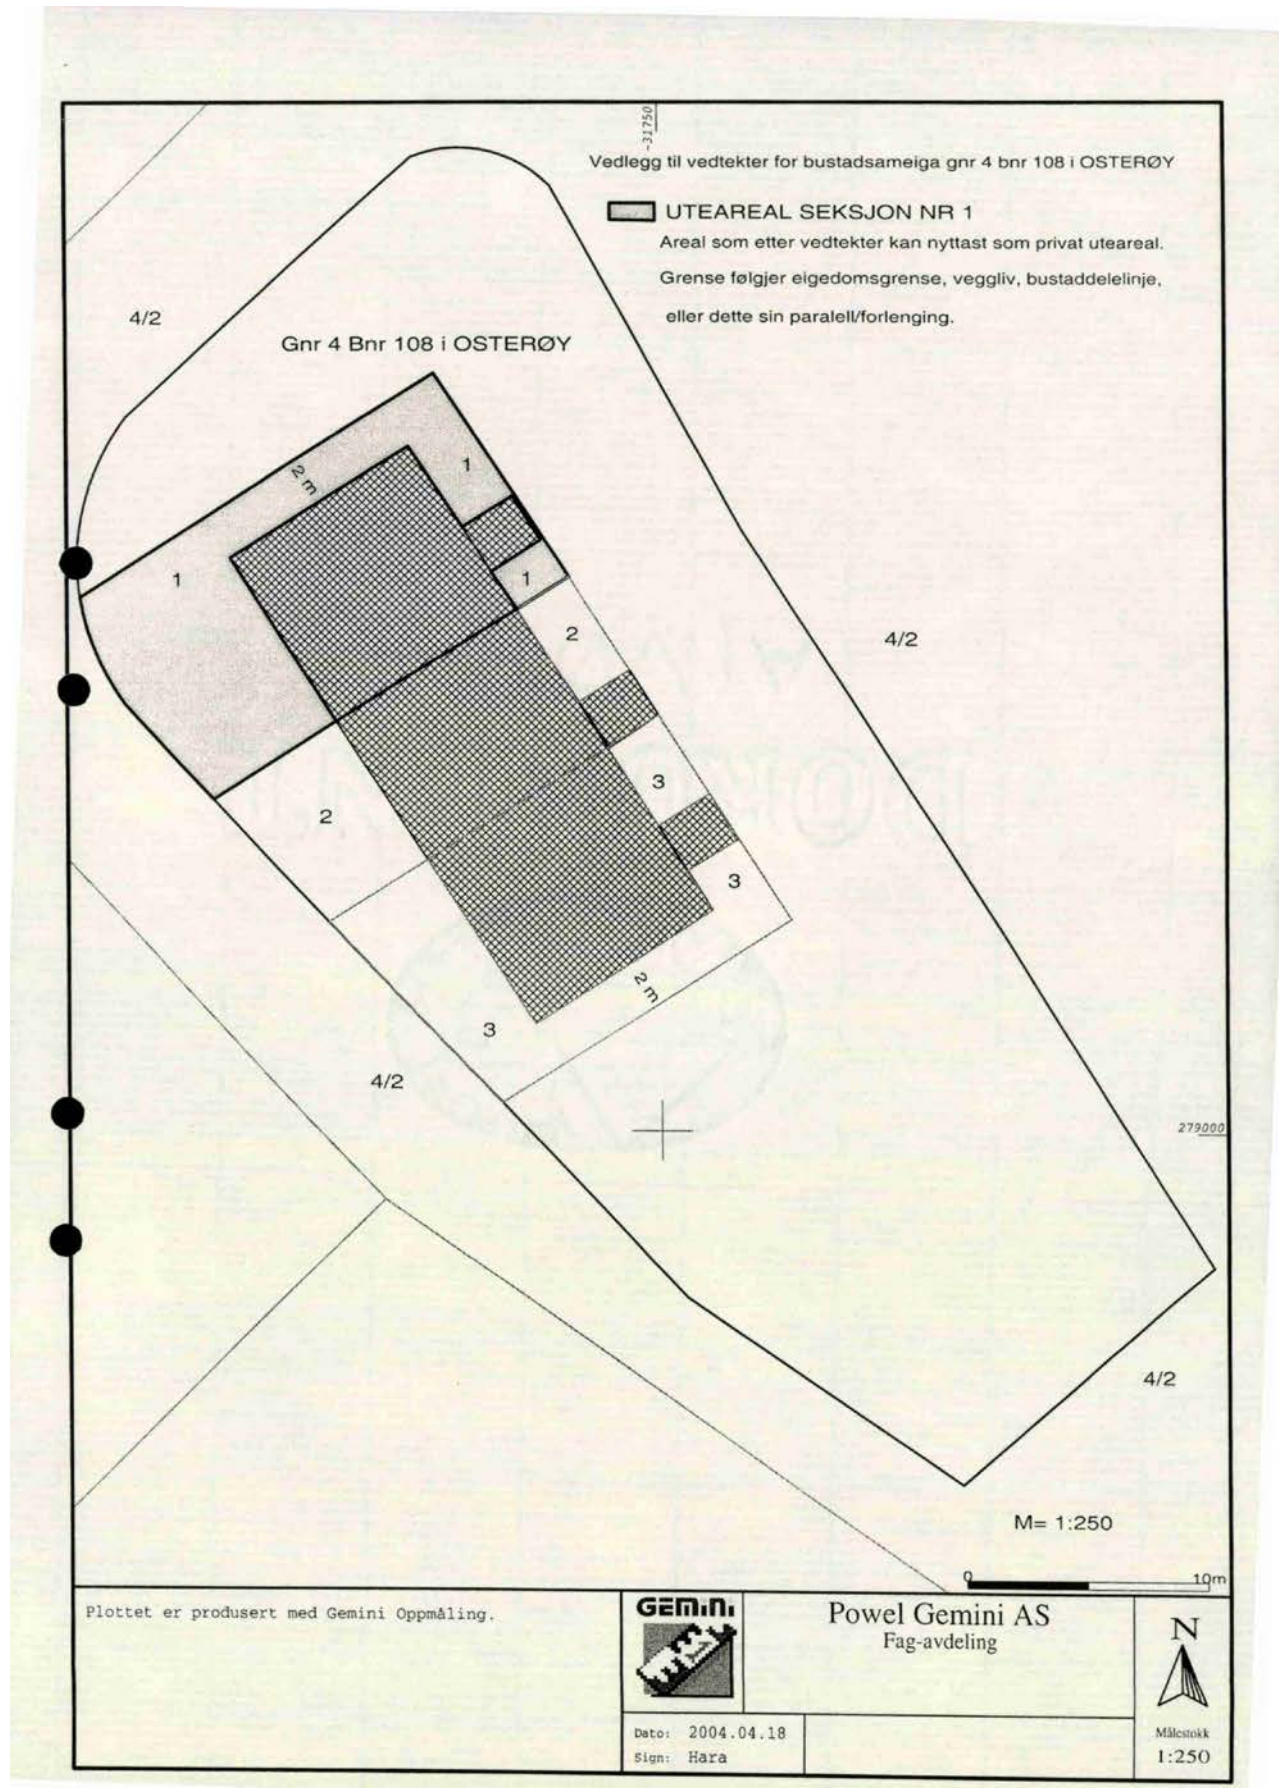 -31750
Vedlegg til vedtekter for bustadsameiga gnr 4 bnr 108 i OSTERØY
UTEAREAL SEKSJON NR 1
Areal som etter vedtekter kan nyttast som privat uteareal.
Grense følgjer eigedomsgrense, veggliv, bustaddelelinje,
eller dette sin paralell/forlenging.
4/2
Gnr 4 Bnr 108 i OSTERØY
1
2 m
1
1
2
4/2
3
2
3
2 m
3
4/2
279000
4/2
M= 1:250
0
10m
Plottet er produsert med Gemini Oppmåling.
GEMINI
Powel Gemini AS
Fag-avdeling
N
Dato: 2004.04.18
Sign: Hara
Målestokk
1:250